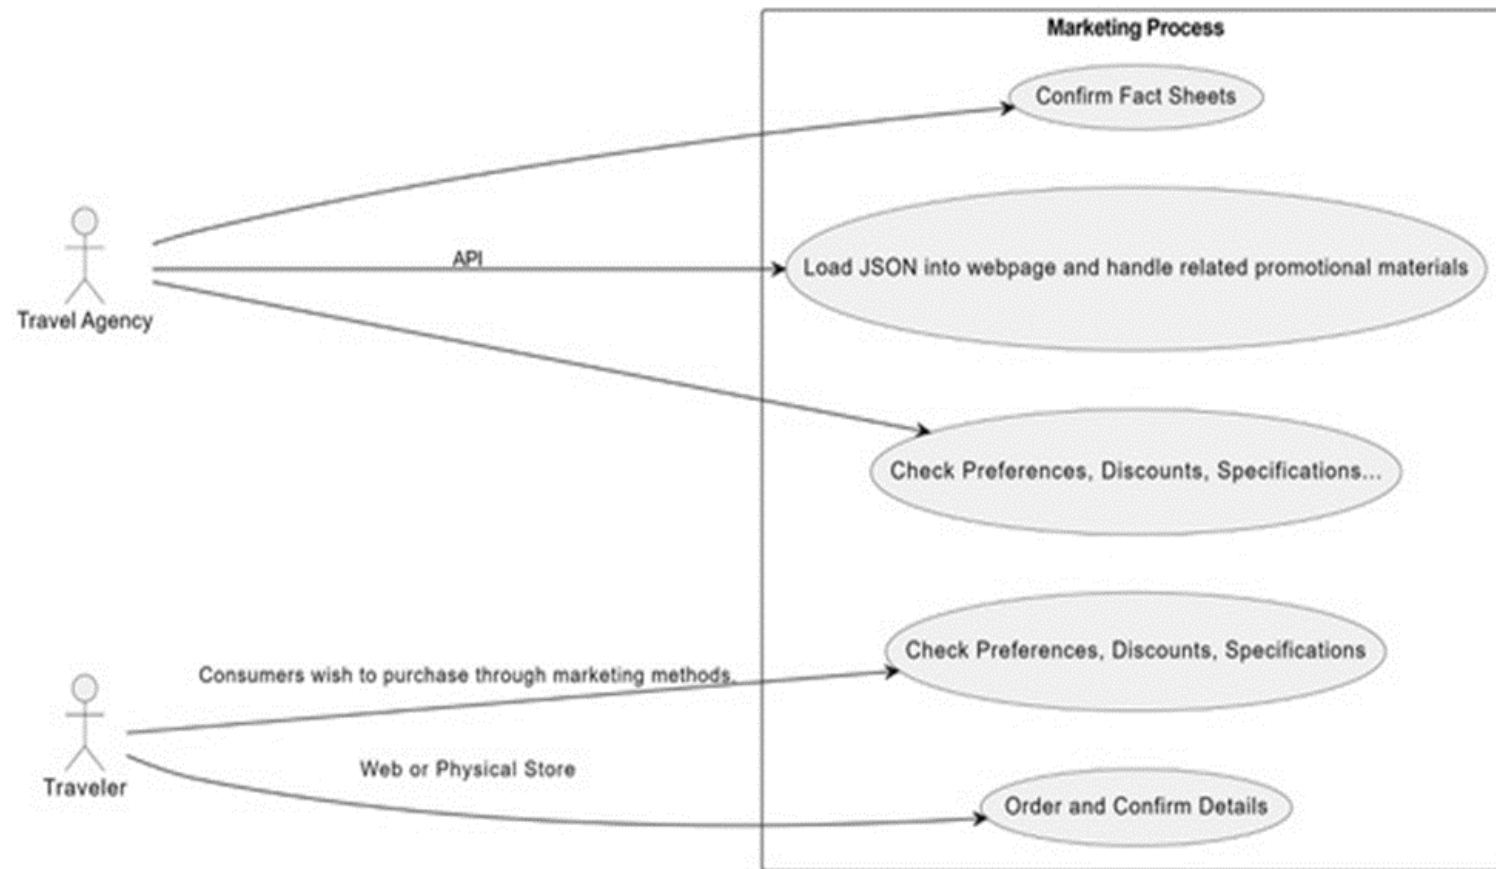 Marketing Process
Confirm Fact Sheets
API
Load JSON into webpage and handle related promotional materials
Travel Agency
Check Preferences, Discounts, Specifications...
Consumers wish to purchase through marketing methods.
Check Preferences, Discounts, Specifications
Web or Physical Store
Traveler
Order and Confirm Details